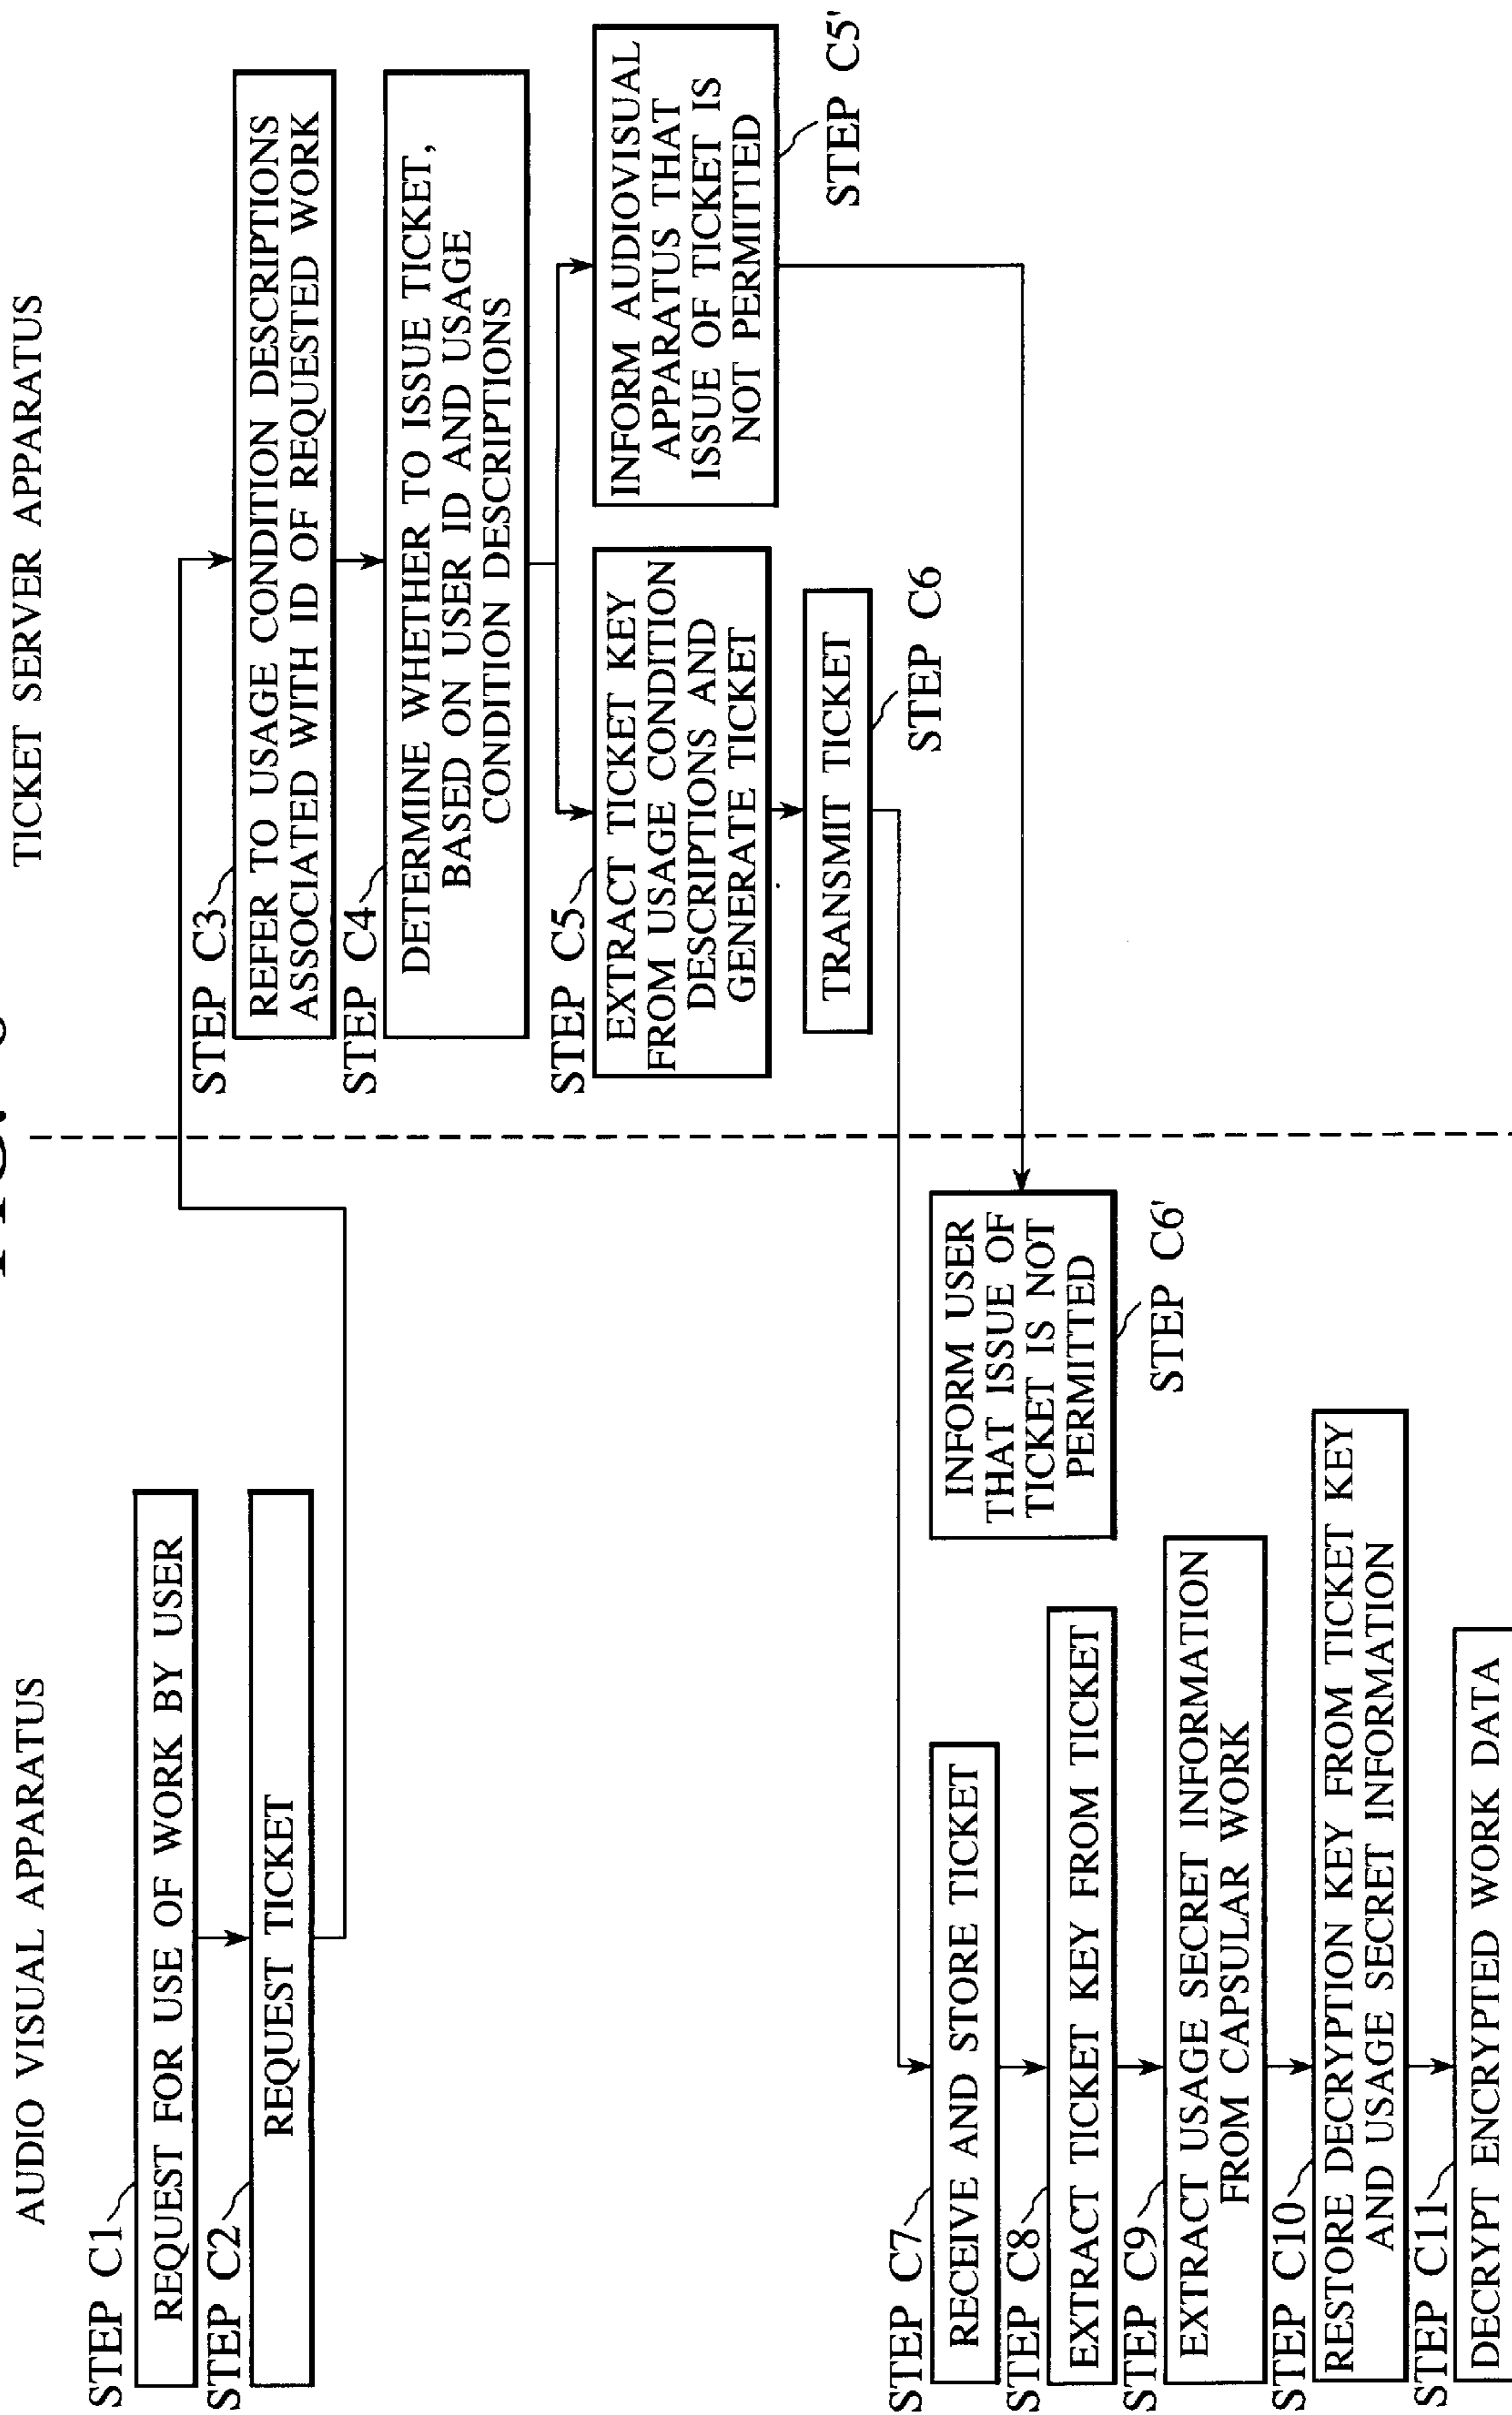 AUDIO VISUAL APPARATUS
TICKET SERVER APPARATUS
STEP C1
REQUEST FOR USE OF WORK BY USER
STEP C2
REQUEST TICKET
STEP C3
REFER TO USAGE CONDITION DESCRIPTIONS
ASSOCIATED WITH ID OF REQUESTED WORK
STEP C4
DETERMINE WHETHER TO ISSUE TICKET,
BASED ON USER ID AND USAGE
CONDITION DESCRIPTIONS
STEP C5
EXTRACT TICKET KEY
FROM USAGE CONDITION
DESCRIPTIONS AND
GENERATE TICKET
INFORM AUDIOVISUAL
APPARATUS THAT
ISSUE OF TICKET IS
NOT PERMITTED
STEP C5'
TRANSMIT TICKET
STEP C6
INFORM USER
THAT ISSUE OF
TICKET IS NOT
PERMITTED
STEP C6'
STEP C7
RECEIVE AND STORE TICKET
STEP C8
EXTRACT TICKET KEY FROM TICKET
STEP C9
EXTRACT USAGE SECRET INFORMATION
FROM CAPSULAR WORK
STEP C10
RESTORE DECRYPTION KEY FROM TICKET KEY
AND USAGE SECRET INFORMATION
STEP C11
DECRYPT ENCRYPTED WORK DATA